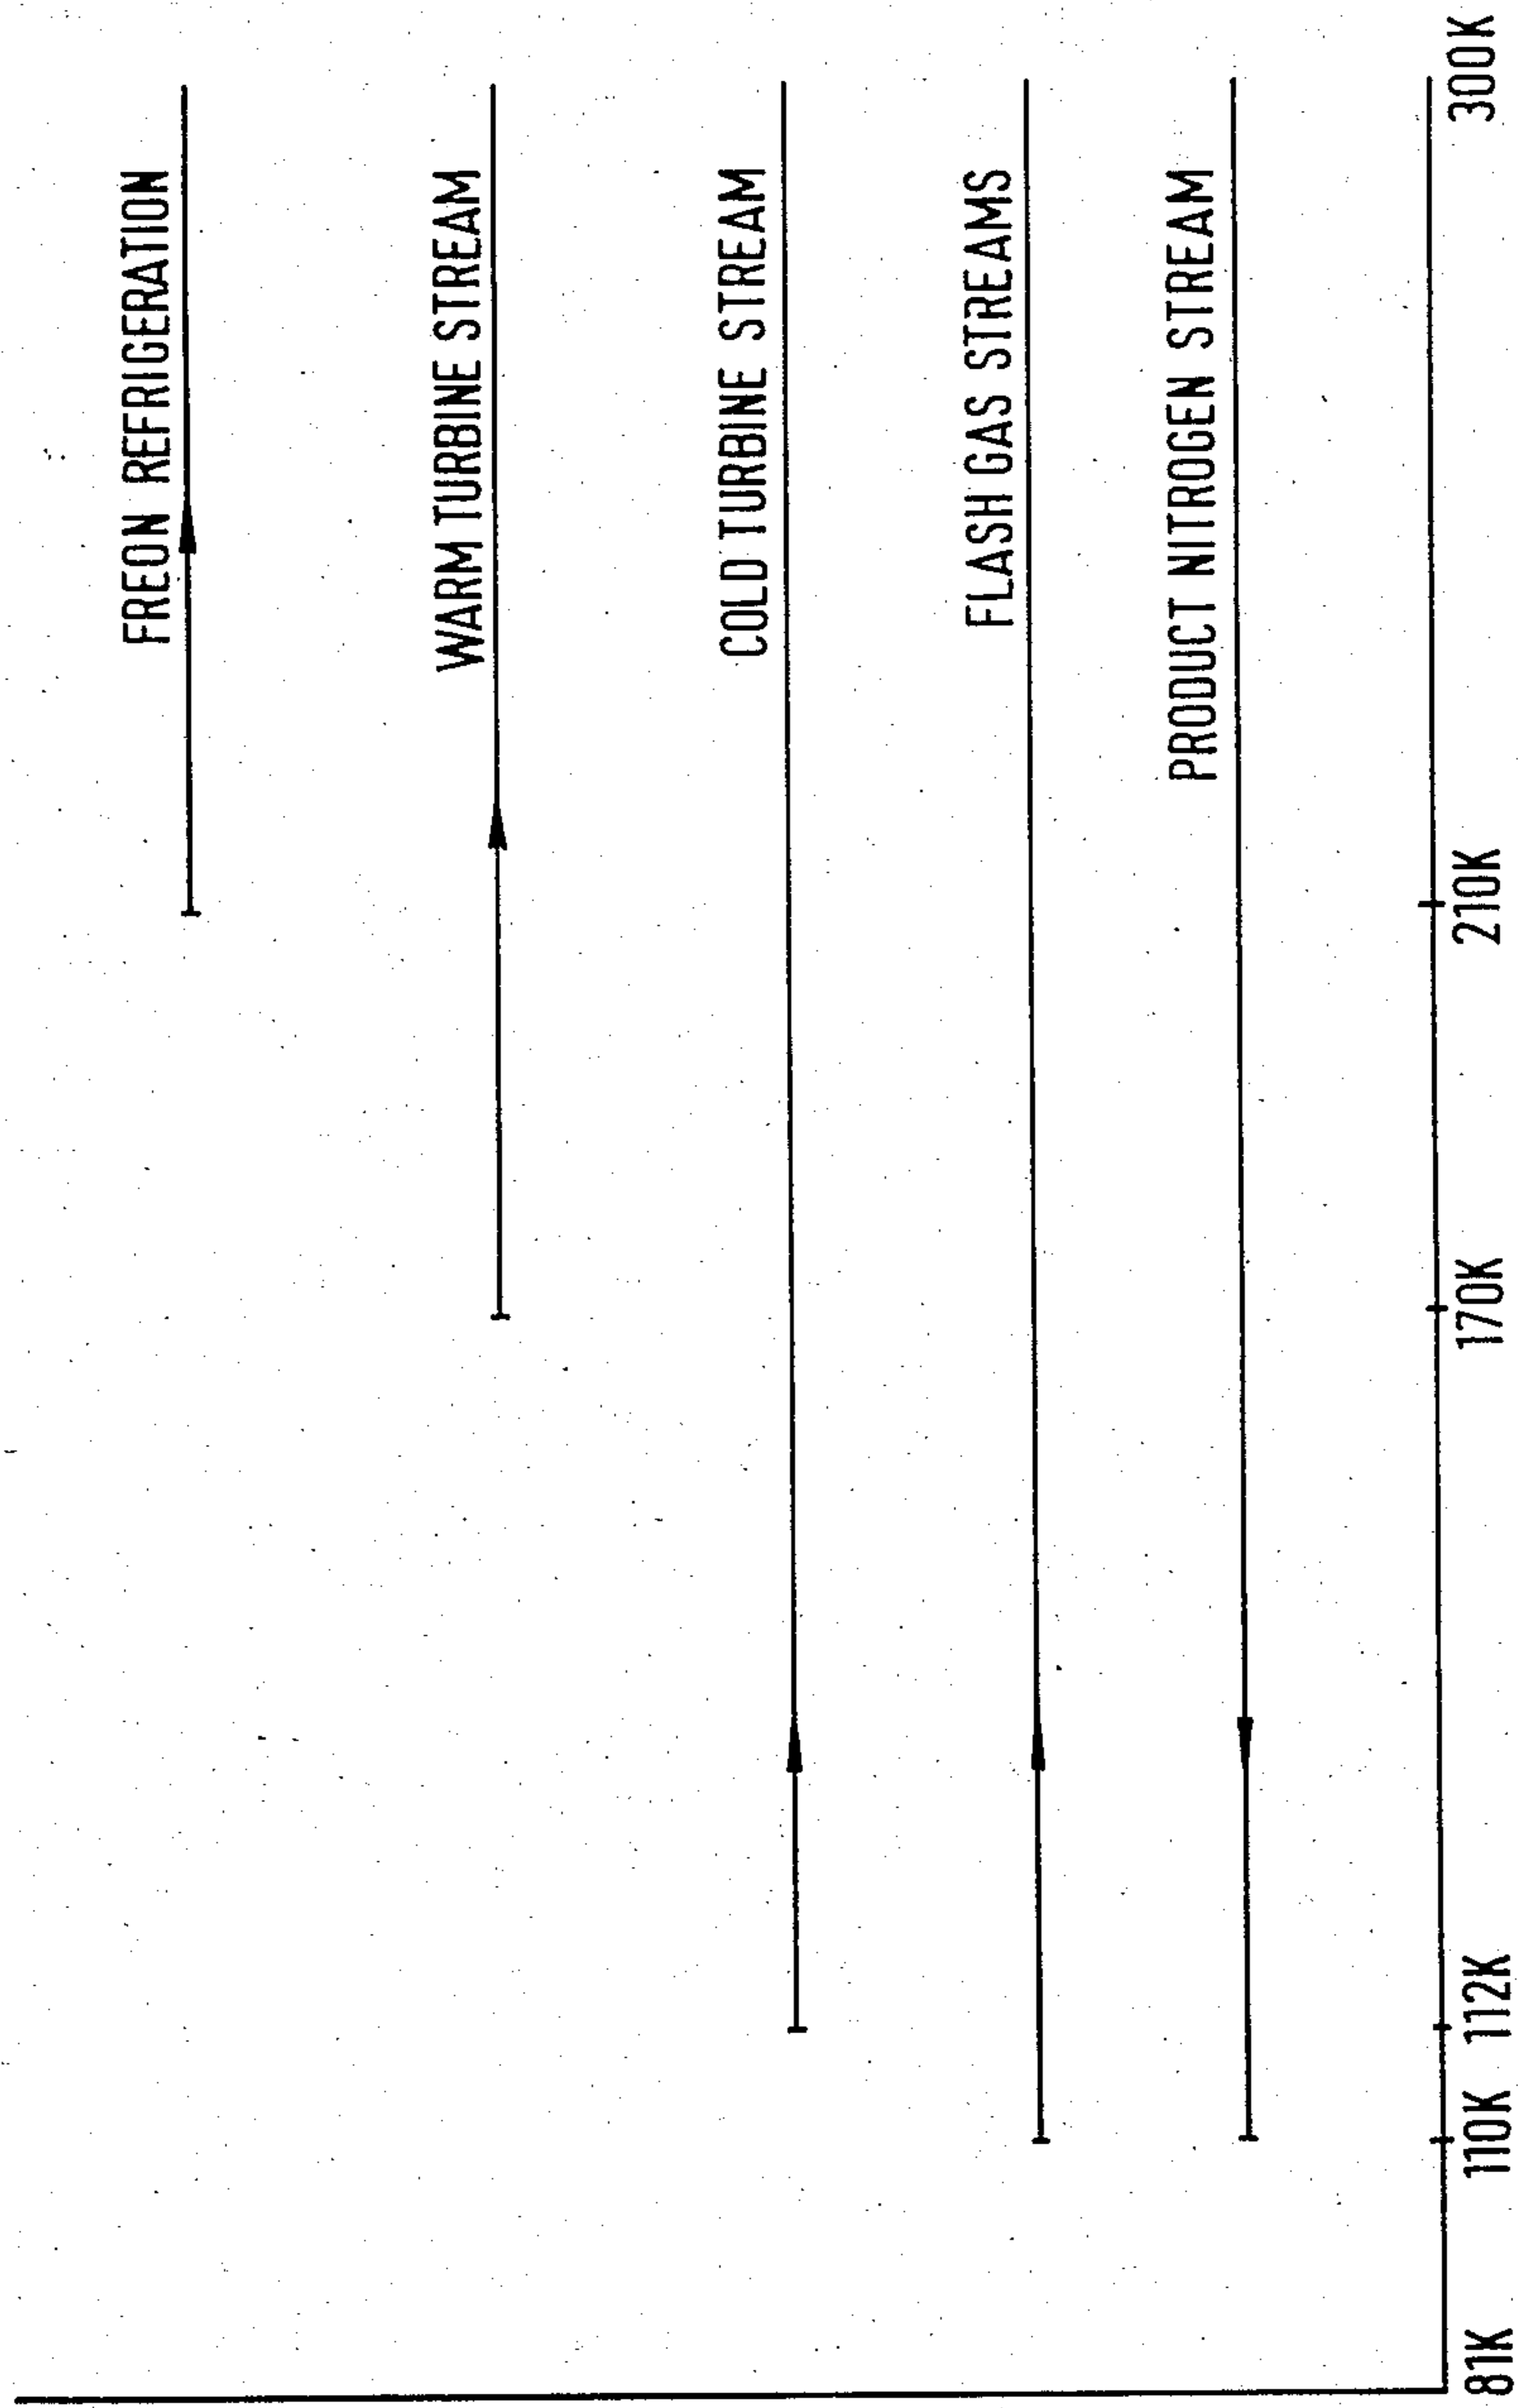 FREON REFRIGERATION
WARM TURBINE STREAM
COLD TURBINE STREAM
FLASH GAS STREAMS
PRODUCT NITROGEN STREAM
81K 110K 112K 170K 210K 300K